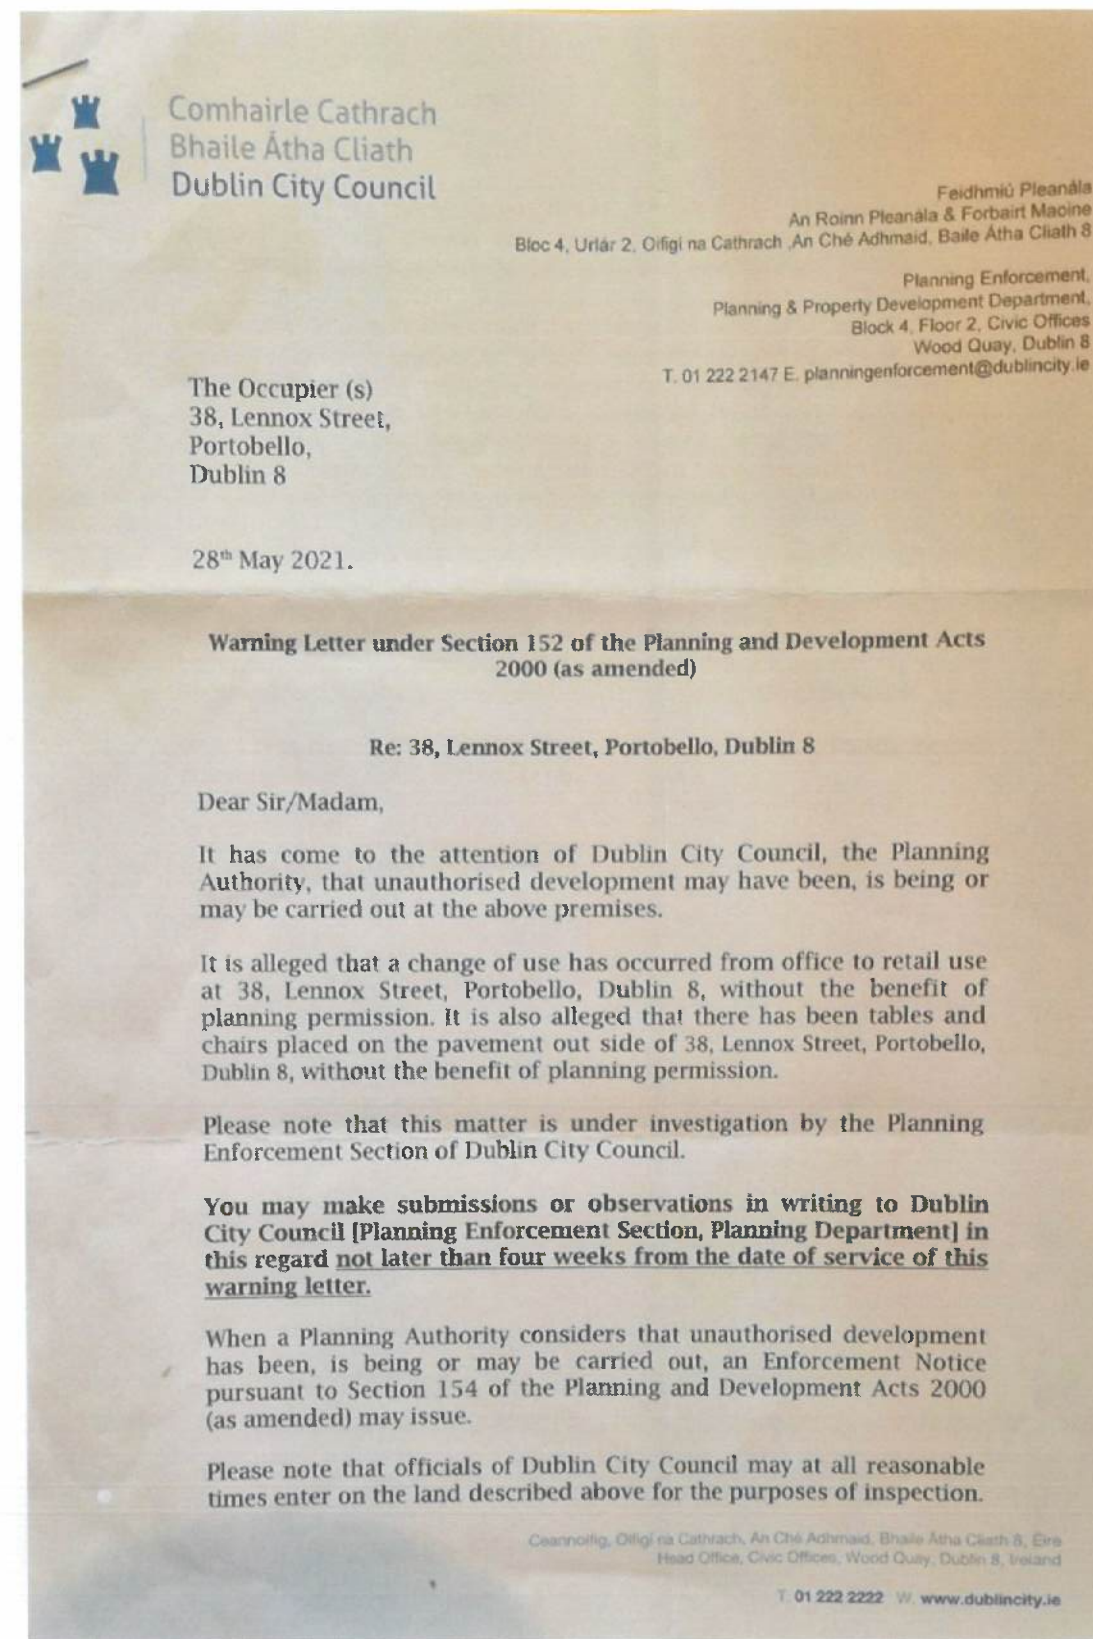 Comhairle Cathrach
Bhaile Átha Cliath
Dublin City Council
Feidhmiú Pleanála
An Roinn Pleanála & Forbairt Maoine
Bloc 4, Urlár 2, Oifigí na Cathrach ,An Ché Adhmaid, Baile Átha Cliath 8
Planning Enforcement,
Planning & Property Development Department,
Block 4, Floor 2, Civic Offices
Wood Quay, Dublin 8
T. 01 222 2147 E. planningenforcement@dublincity.ie
The Occupier (s)
38, Lennox Street,
Portobello,
Dublin 8
28th May 2021.
Warning Letter under Section 152 of the Planning and Development Acts
2000 (as amended)
Re: 38, Lennox Street, Portobello, Dublin 8
Dear Sir/Madam,
It has come to the attention of Dublin City Council, the Planning
Authority, that unauthorised development may have been, is being or
may be carried out at the above premises.
It is alleged that a change of use has occurred from office to retail use
at 38, Lennox Street, Portobello, Dublin 8, without the benefit of
planning permission. It is also alleged that there has been tables and
chairs placed on the pavement out side of 38, Lennox Street, Portobello,
Dublin 8, without the benefit of planning permission.
Please note that this matter is under investigation by the Planning
Enforcement Section of Dublin City Council.
You may make submissions or observations in writing to Dublin
City Council [Planning Enforcement Section, Planning Department] in
this regard not later than four weeks from the date of service of this
warning letter.
When a Planning Authority considers that unauthorised development
has been, is being or may be carried out, an Enforcement Notice
pursuant to Section 154 of the Planning and Development Acts 2000
(as amended) may issue.
Please note that officials of Dublin City Council may at all reasonable
times enter on the land described above for the purposes of inspection.
Ceannoifig, Oifigí na Cathrach, An Ché Adhmaid, Bhaile Átha Cliath 8, Éire
Head Office, Civic Offices, Wood Quay, Dublin 8, Ireland
T. 01 222 2222 W. www.dublincity.ie